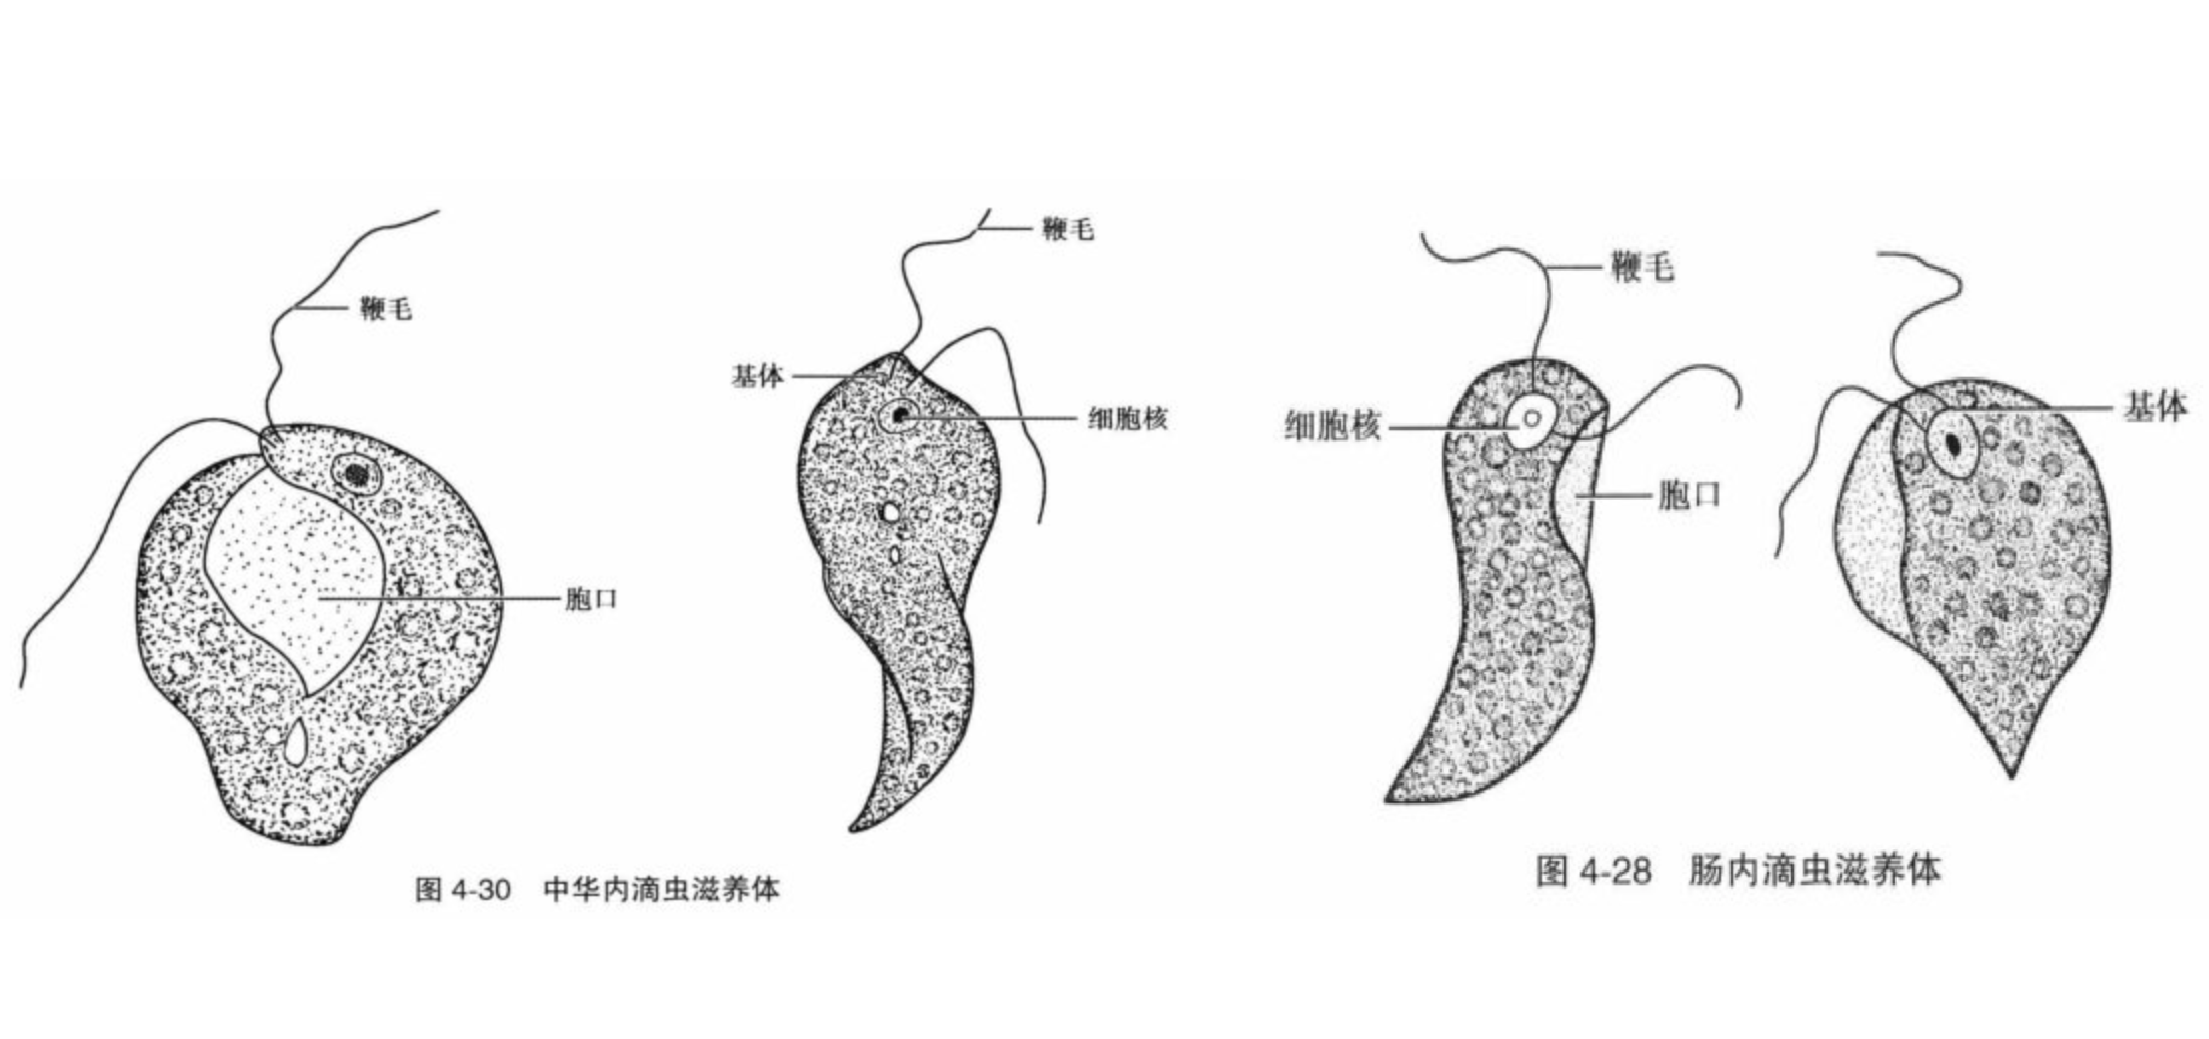 鞭毛
鞭毛
基体
细胞核
胞口
图 4-30 中华内滴虫滋养体
鞭毛
细胞核
基体
胞口
图 4-28 肠内滴虫滋养体